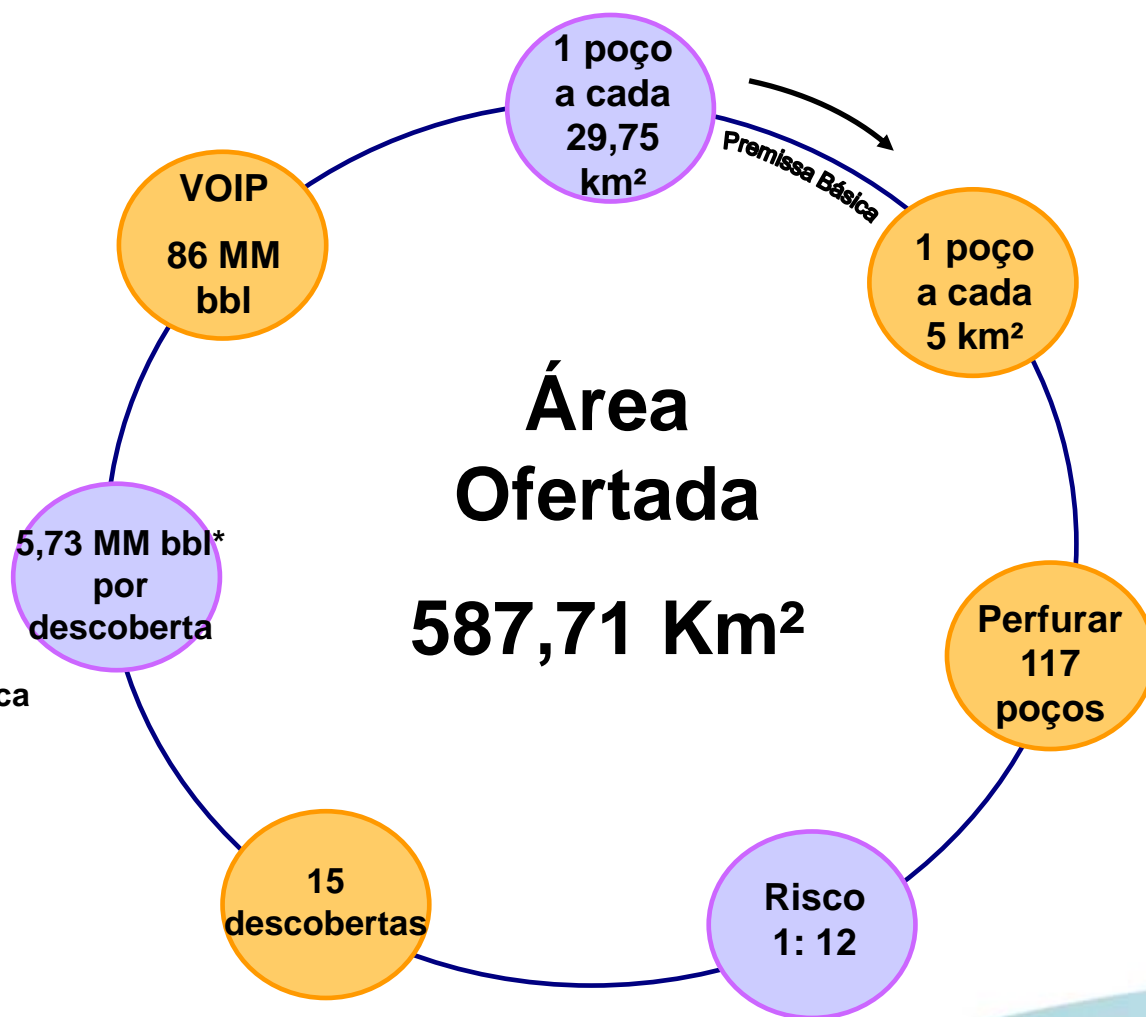 1 poço
a cada
29,75
km²
Premissa Básica
1 poço
a cada
5 km²
Perfurar
117
poços
Risco
1: 12
15
descobertas
5,73 MM bbl*
por
descoberta
ca
VOIP
86 MM
bbl
Área
Ofertada
587,71 Km²